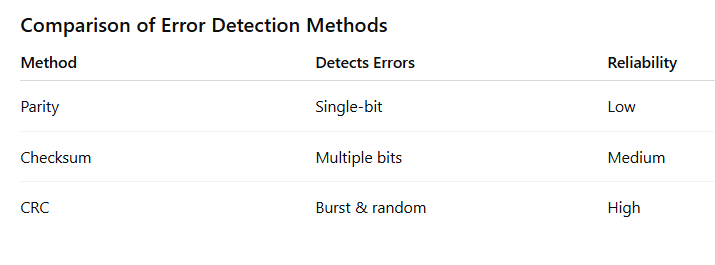 Comparison of Error Detection Methods
Method Detects Errors Reliability
Parity Single-bit Low
Checksum Multiple bits Medium
CRC Burst & random High